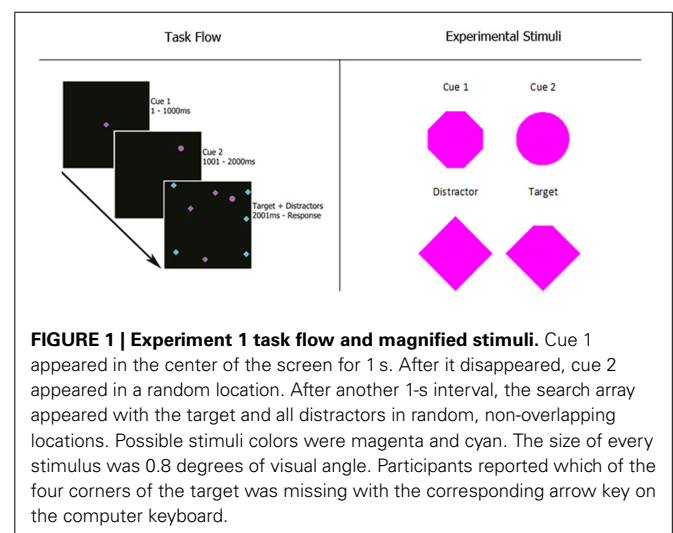 Task Flow
Experimental Stimuli
Cue 1
1 - 1000ms
Cue 2
1001 - 2000ms
Target + Distractors
2001ms - Response
Cue 1
Cue 2
Distractor
Target
FIGURE 1 | Experiment 1 task flow and magnified stimuli. Cue 1
appeared in the center of the screen for 1 s. After it disappeared, cue 2
appeared in a random location. After another 1-s interval, the search array
appeared with the target and all distractors in random, non-overlapping
locations. Possible stimuli colors were magenta and cyan. The size of every
stimulus was 0.8 degrees of visual angle. Participants reported which of the
four corners of the target was missing with the corresponding arrow key on
the computer keyboard.